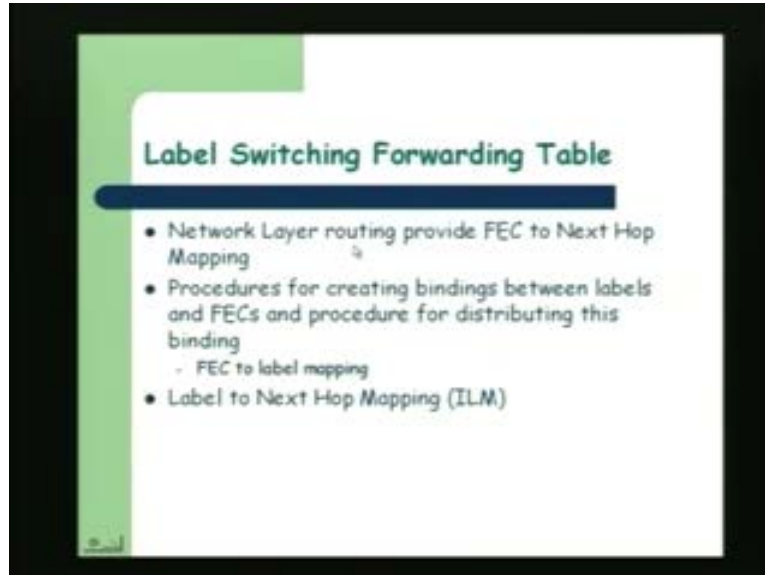 Label Switching Forwarding Table
• Network Layer routing provide FEC to Next Hop
Mapping
• Procedures for creating bindings between labels
and FECs and procedure for distributing this
binding
- FEC to label mapping
• Label to Next Hop Mapping (ILM)